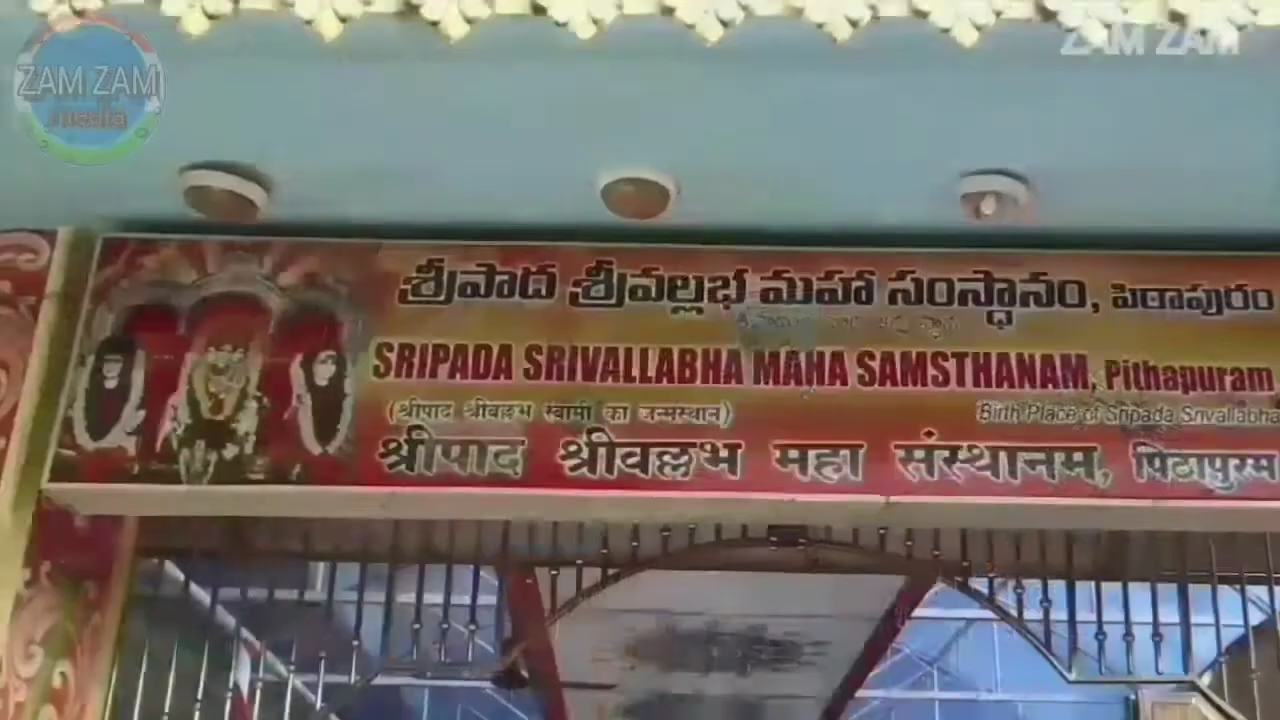 ZAM ZAM
ZAM ZAM
media
శ్రీపాద శ్రీవల్లభ మహా సంస్థానం, పిఠాపురం
SRIPADA SRIVALLABHA MAHA SAMSTHANAM, Pithapuram
(श्रीपाद श्रीवल्लभ स्वामी का जन्मस्थान)
Birth Place of Sripada Srivallabha
श्रीपाद श्रीवल्लभ महा संस्थानम, पिठापुरम